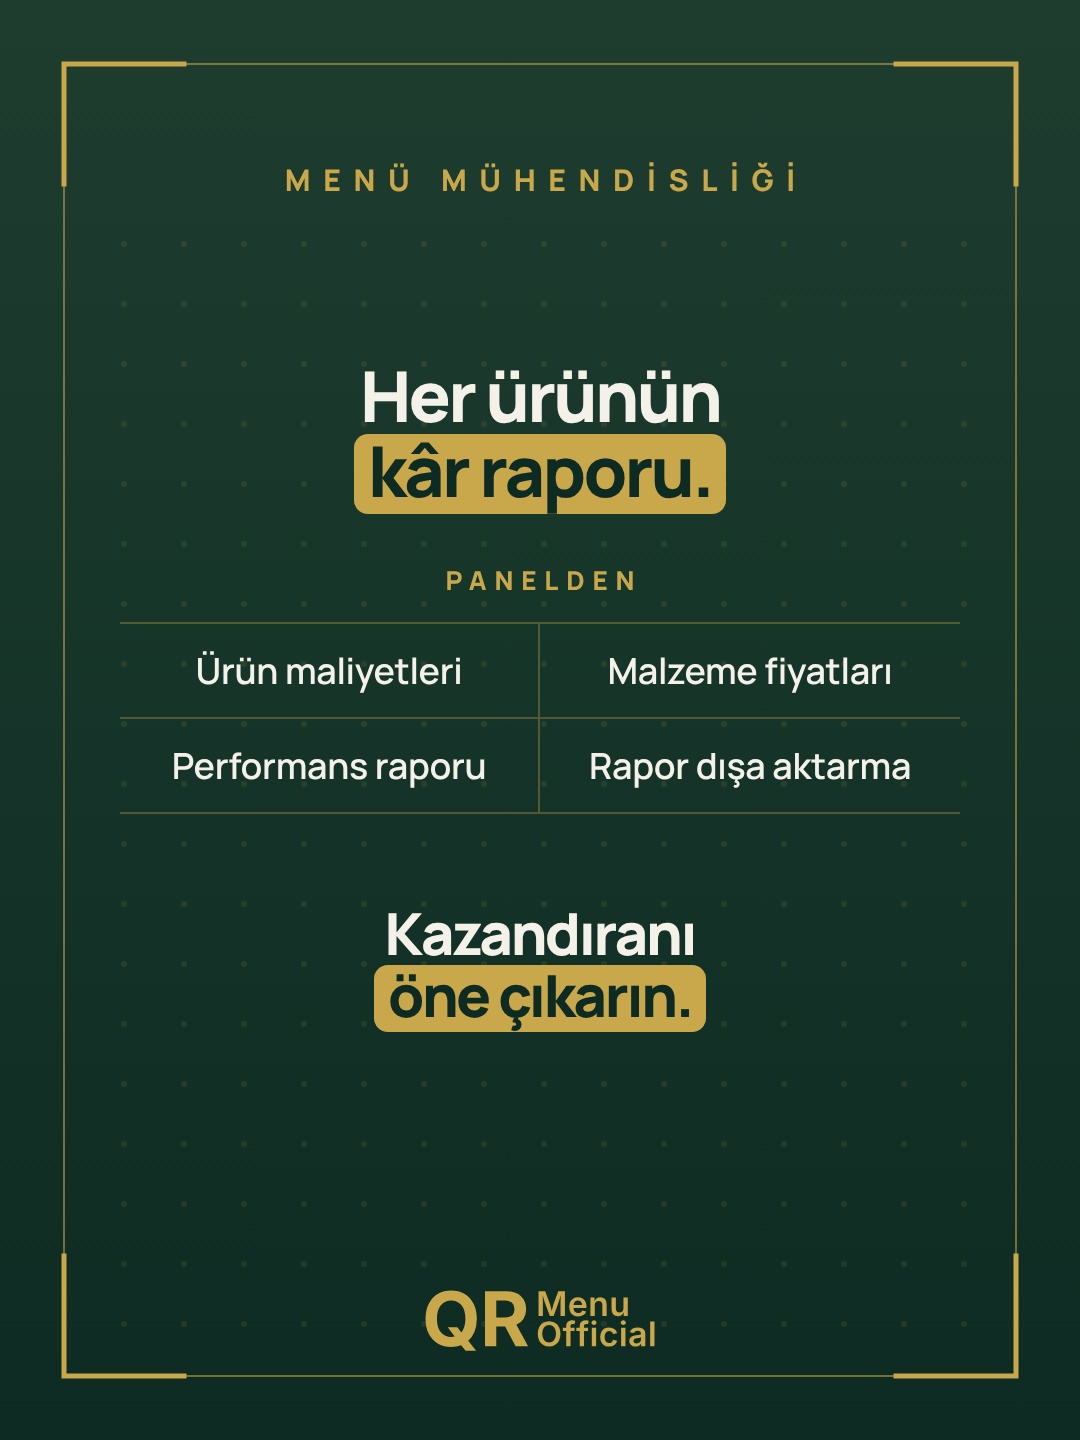 MENÜ MÜHENDİSLİĞİ
Her ürünün
kâr raporu.
PANELDEN
Ürün maliyetleri
Malzeme fiyatları
Performans raporu
Rapor dışa aktarma
Kazandıranı
öne çıkarın.
QR Menu
Official